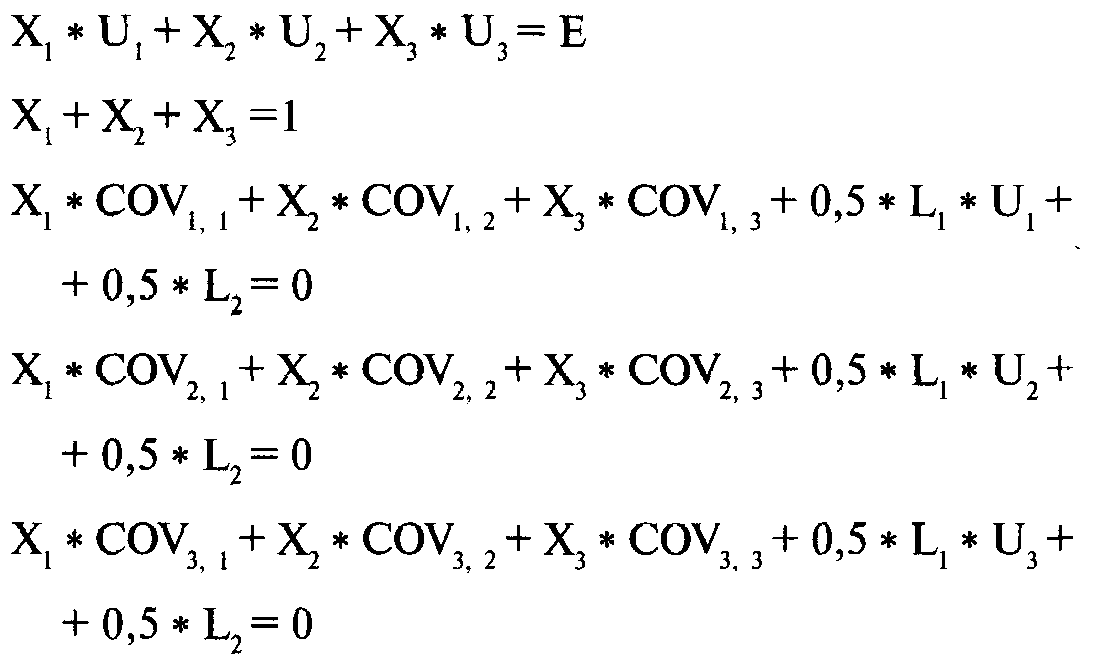 X₁ * U₁ + X₂ * U₂ + X₃ * U₃ = E
X₁ + X₂ + X₃ =1
X₁ * COV₁, ₁ + X₂ * COV₁, ₂ + X₃ * COV₁, ₃ + 0,5 * L₁ * U₁ +
+ 0,5 * L₂ = 0
X₁ * COV₂, ₁ + X₂ * COV₂, ₂ + X₃ * COV₂, ₃ + 0,5 * L₁ * U₂ +
+ 0,5 * L₂ = 0
X₁ * COV₃, ₁ + X₂ * COV₃, ₂ + X₃ * COV₃, ₃ + 0,5 * L₁ * U₃ +
+ 0,5 * L₂ = 0